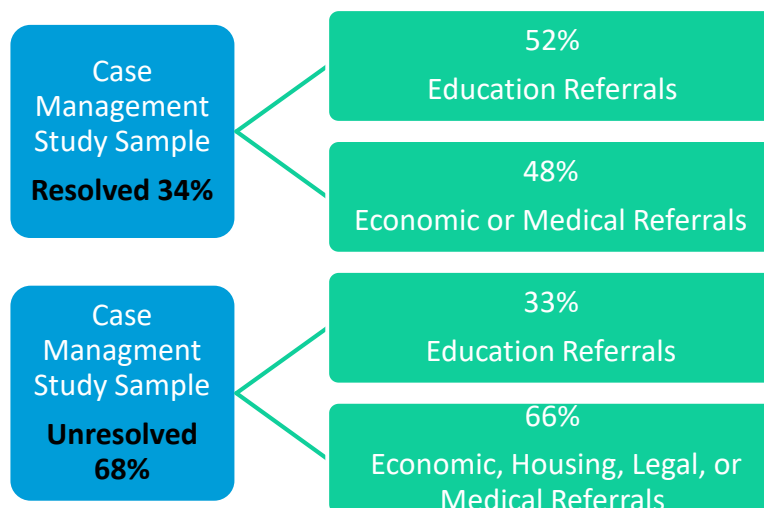 Case
Management
Study Sample
Resolved 34%
52%
Education Referrals
48%
Economic or Medical Referrals
Case
Managment
Study Sample
Unresolved
68%
33%
Education Referrals
66%
Economic, Housing, Legal, or
Medical Referrals